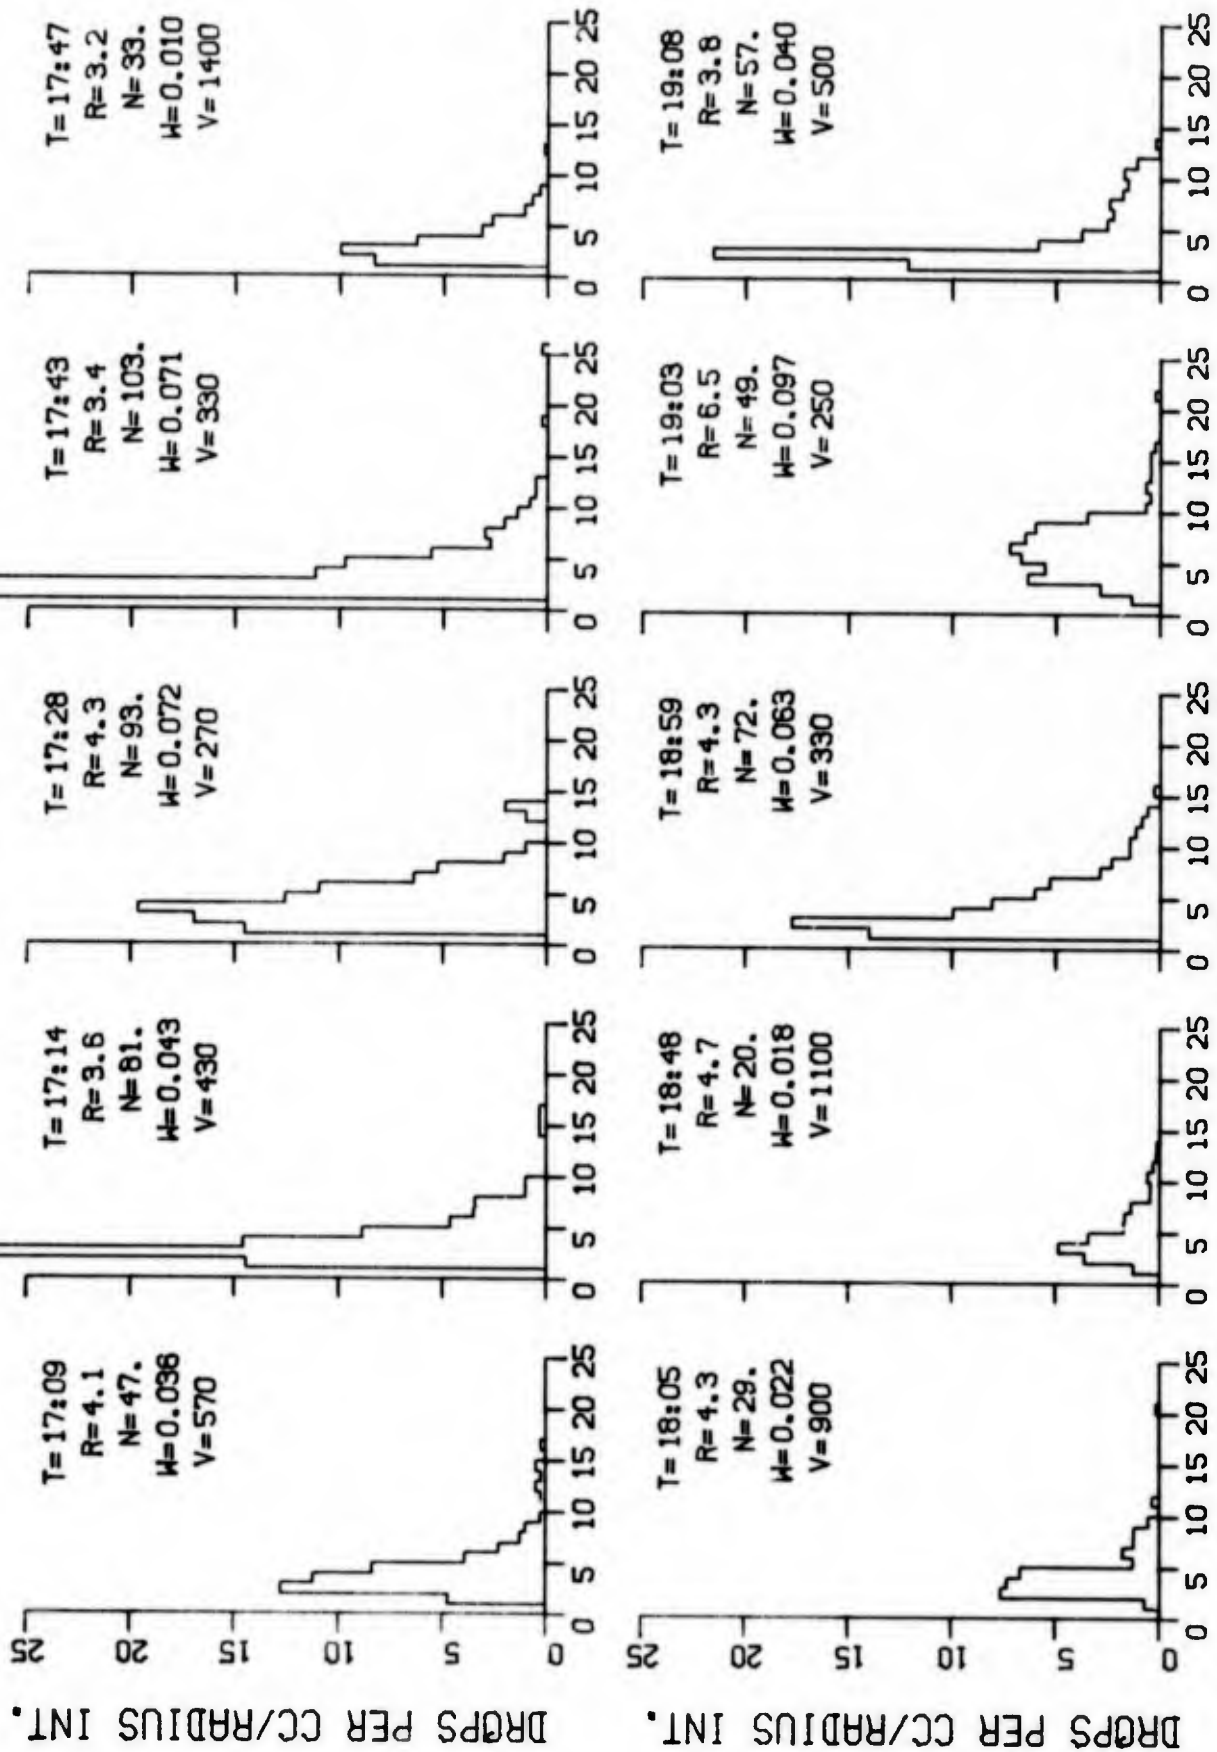 DROPS PER CC/RADIUS INT.
25
20
15
10
5
0
T=17:09
R=4.1
N=47.
W=0.036
V=570
0 5 10 15 20 25
T=17:14
R=3.6
N=81.
W=0.043
V=430
0 5 10 15 20 25
T=17:28
R=4.3
N=93.
W=0.072
V=270
0 5 10 15 20 25
T=17:43
R=3.4
N=103.
W=0.071
V=330
0 5 10 15 20 25
T=17:47
R=3.2
N=33.
W=0.010
V=1400
0 5 10 15 20 25
DROPS PER CC/RADIUS INT.
25
20
15
10
5
0
T=18:05
R=4.3
N=29.
W=0.022
V=900
0 5 10 15 20 25
T=18:48
R=4.7
N=20.
W=0.018
V=1100
0 5 10 15 20 25
T=18:59
R=4.3
N=72.
W=0.063
V=330
0 5 10 15 20 25
T=19:03
R=6.5
N=49.
W=0.097
V=250
0 5 10 15 20 25
T=19:08
R=3.8
N=57.
W=0.040
V=500
0 5 10 15 20 25